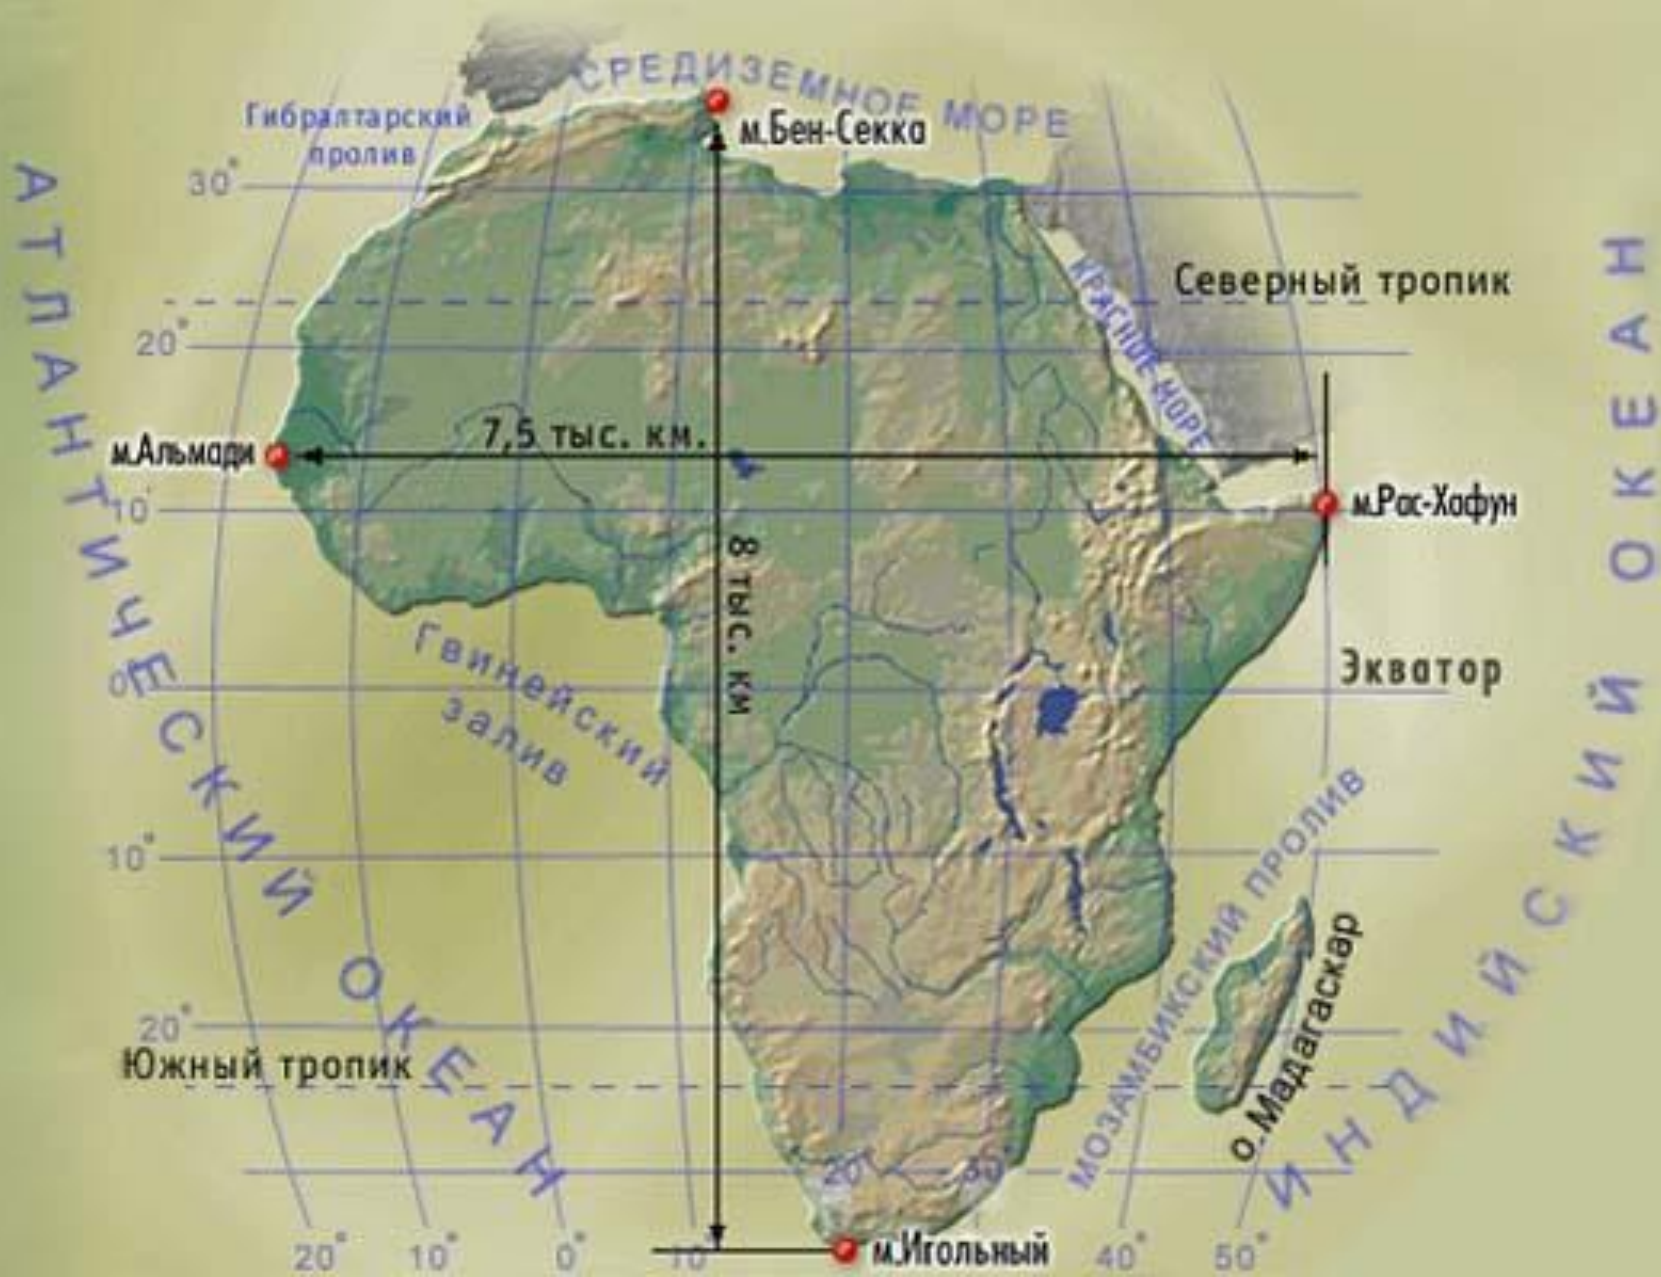 СРЕДИЗЕМНОЕ МОРЕ
Гибралтарский
пролив
м.Бен-Секка
30°
АТЛАНТИЧЕСКИЙ ОКЕАН
Северный тропик
КРАСНОЕ МОРЕ
20°
7,5 тыс. км.
м.Альмади
м.Рас-Хафун
10
8 тыс. км
Гвинейский
залив
Экватор
0°
ИНДИЙСКИЙ ОКЕАН
МОЗАМБИКСКИЙ ПРОЛИВ
10°
о.Мадагаскар
20°
Южный тропик
20°
30°
м.Игольный
20°
10°
0°
10°
40°
50°